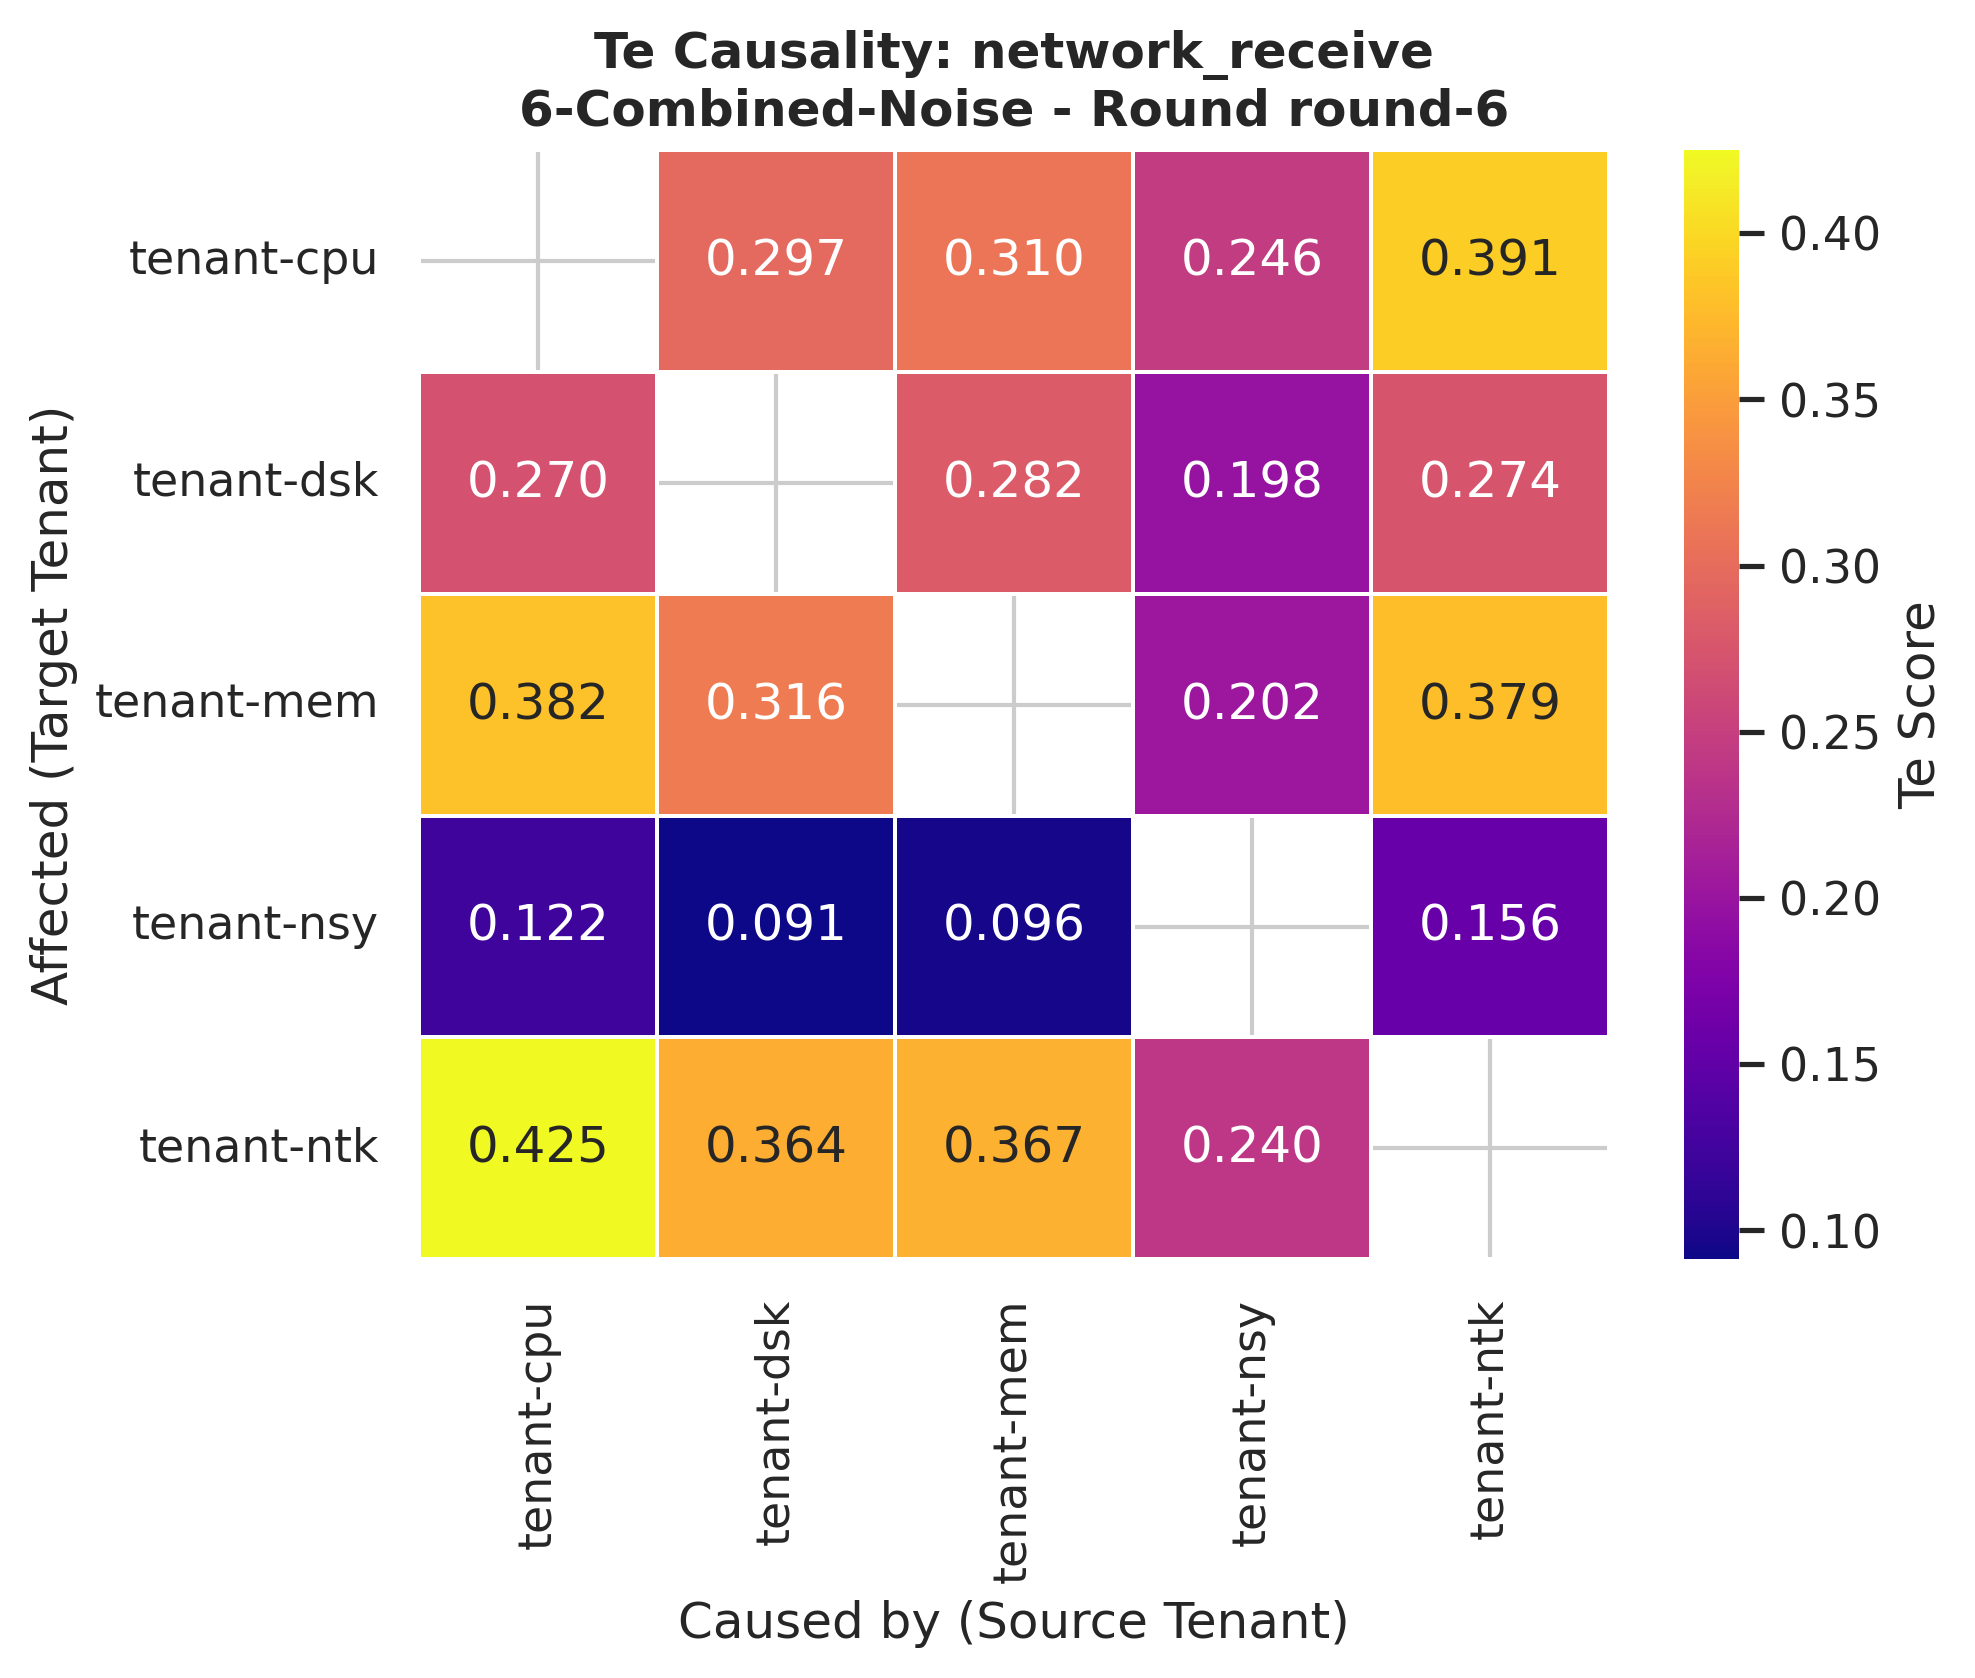 Te Causality: network_receive
6-Combined-Noise - Round round-6
Affected (Target Tenant)
tenant-cpu 0.297 0.310 0.246 0.391
tenant-dsk 0.270 0.282 0.198 0.274
tenant-mem 0.382 0.316 0.202 0.379
tenant-nsy 0.122 0.091 0.096 0.156
tenant-ntk 0.425 0.364 0.367 0.240
tenant-cpu
tenant-dsk
tenant-mem
tenant-nsy
tenant-ntk
Caused by (Source Tenant)
0.40
0.35
0.30
0.25
0.20
0.15
0.10
Te Score